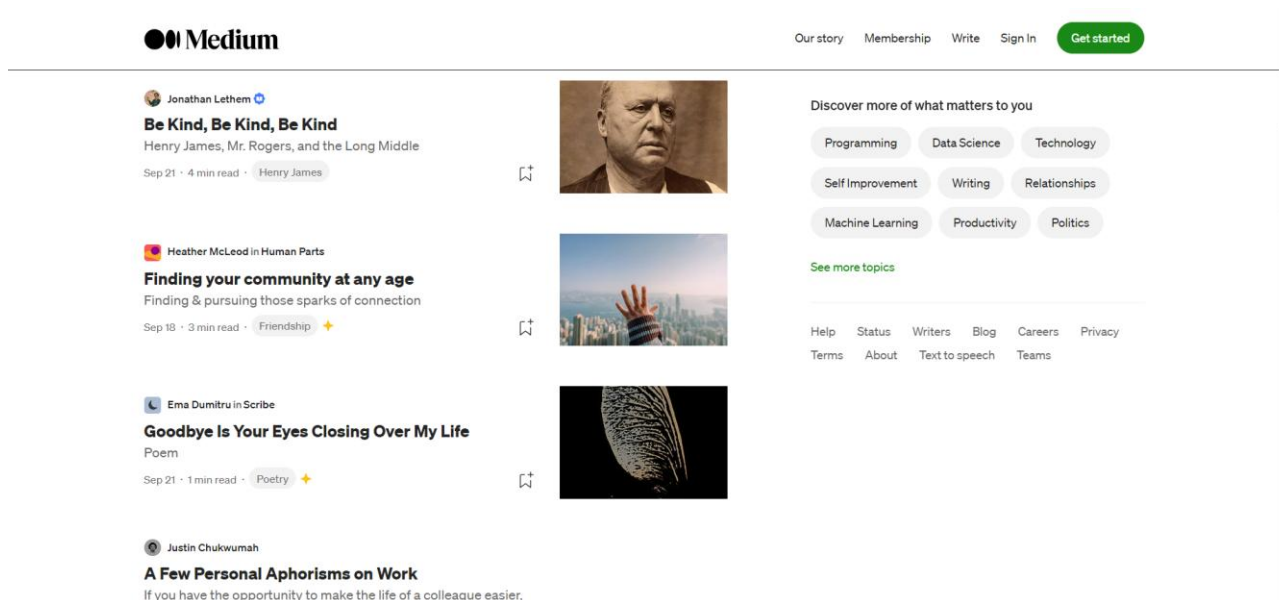 Medium
Our story Membership Write Sign In Get started
Jonathan Lethem
Be Kind, Be Kind, Be Kind
Henry James, Mr. Rogers, and the Long Middle
Sep 21 · 4 min read · Henry James
Heather McLeod in Human Parts
Finding your community at any age
Finding & pursuing those sparks of connection
Sep 18 · 3 min read · Friendship
Ema Dumitru in Scribe
Goodbye Is Your Eyes Closing Over My Life
Poem
Sep 21 · 1 min read · Poetry
Justin Chukwumah
A Few Personal Aphorisms on Work
If you have the opportunity to make the life of a colleague easier,
Discover more of what matters to you
Programming Data Science Technology
Self Improvement Writing Relationships
Machine Learning Productivity Politics
See more topics
Help Status Writers Blog Careers Privacy
Terms About Text to speech Teams